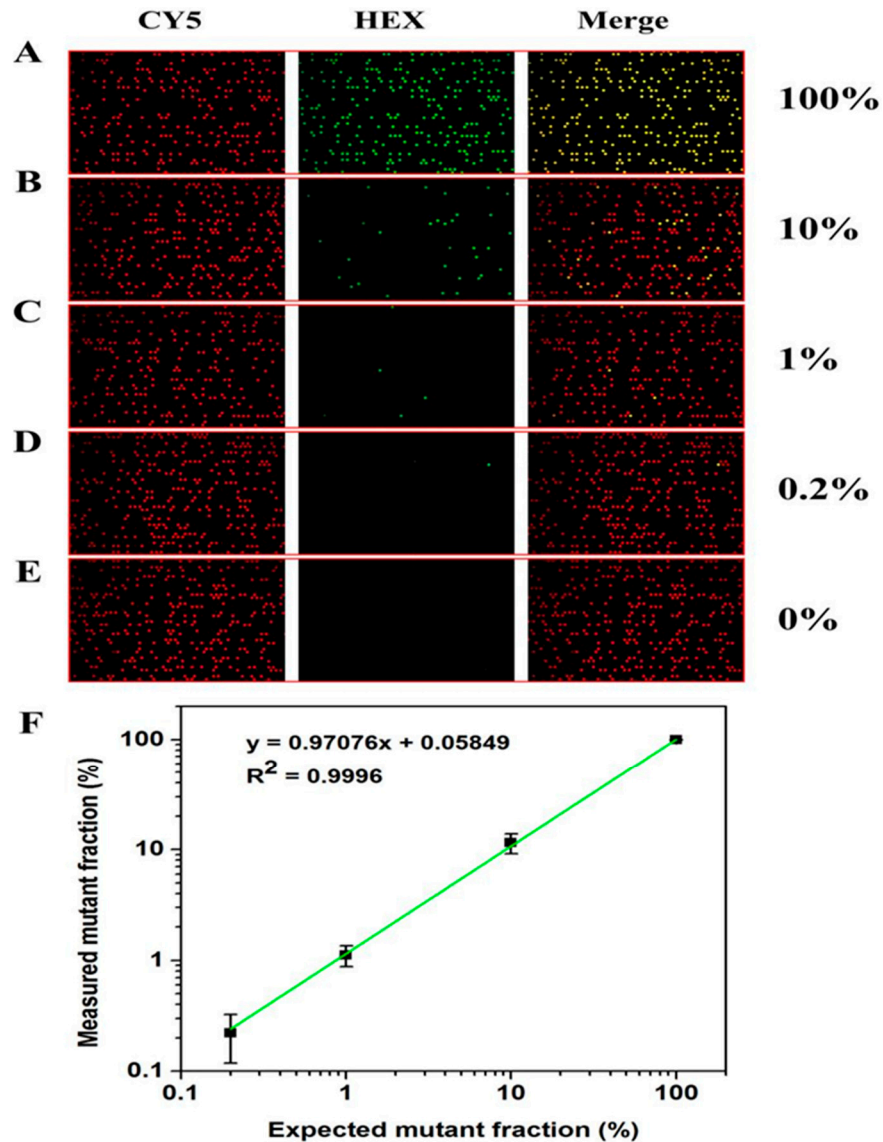 CY5 HEX Merge
A 100%
B 10%
C 1%
D 0.2%
E 0%
F
y = 0.97076x + 0.05849
R² = 0.9996
Measured mutant fraction (%)
100
10
1
0.1
0.1 1 10 100
Expected mutant fraction (%)